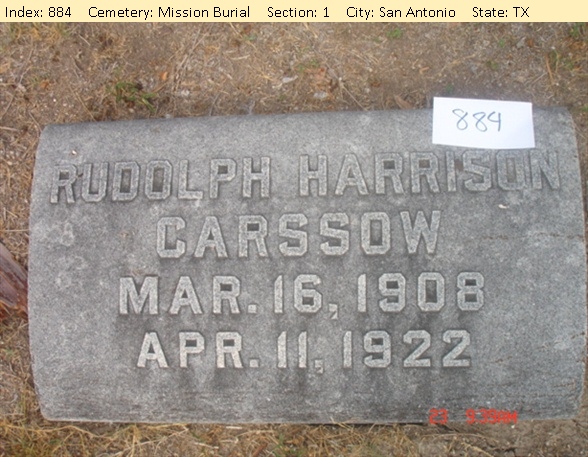 Index: 884 Cemetery: Mission Burial Section: 1 City: San Antonio State: TX
884
RUDOLPH HARRISON
CARSSOW
MAR. 16, 1908
APR. 11, 1922